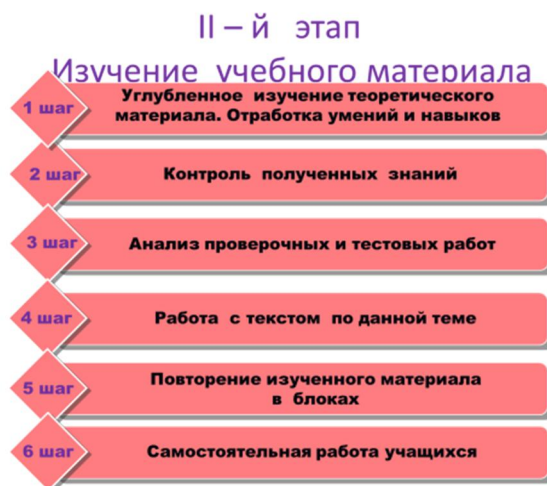 II – й этап
Изучение учебного материала
1 шаг
Углубленное изучение теоретического
материала. Отработка умений и навыков
2 шаг
Контроль полученных знаний
3 шаг
Анализ проверочных и тестовых работ
4 шаг
Работа с текстом по данной теме
5 шаг
Повторение изученного материала
в блоках
6 шаг
Самостоятельная работа учащихся